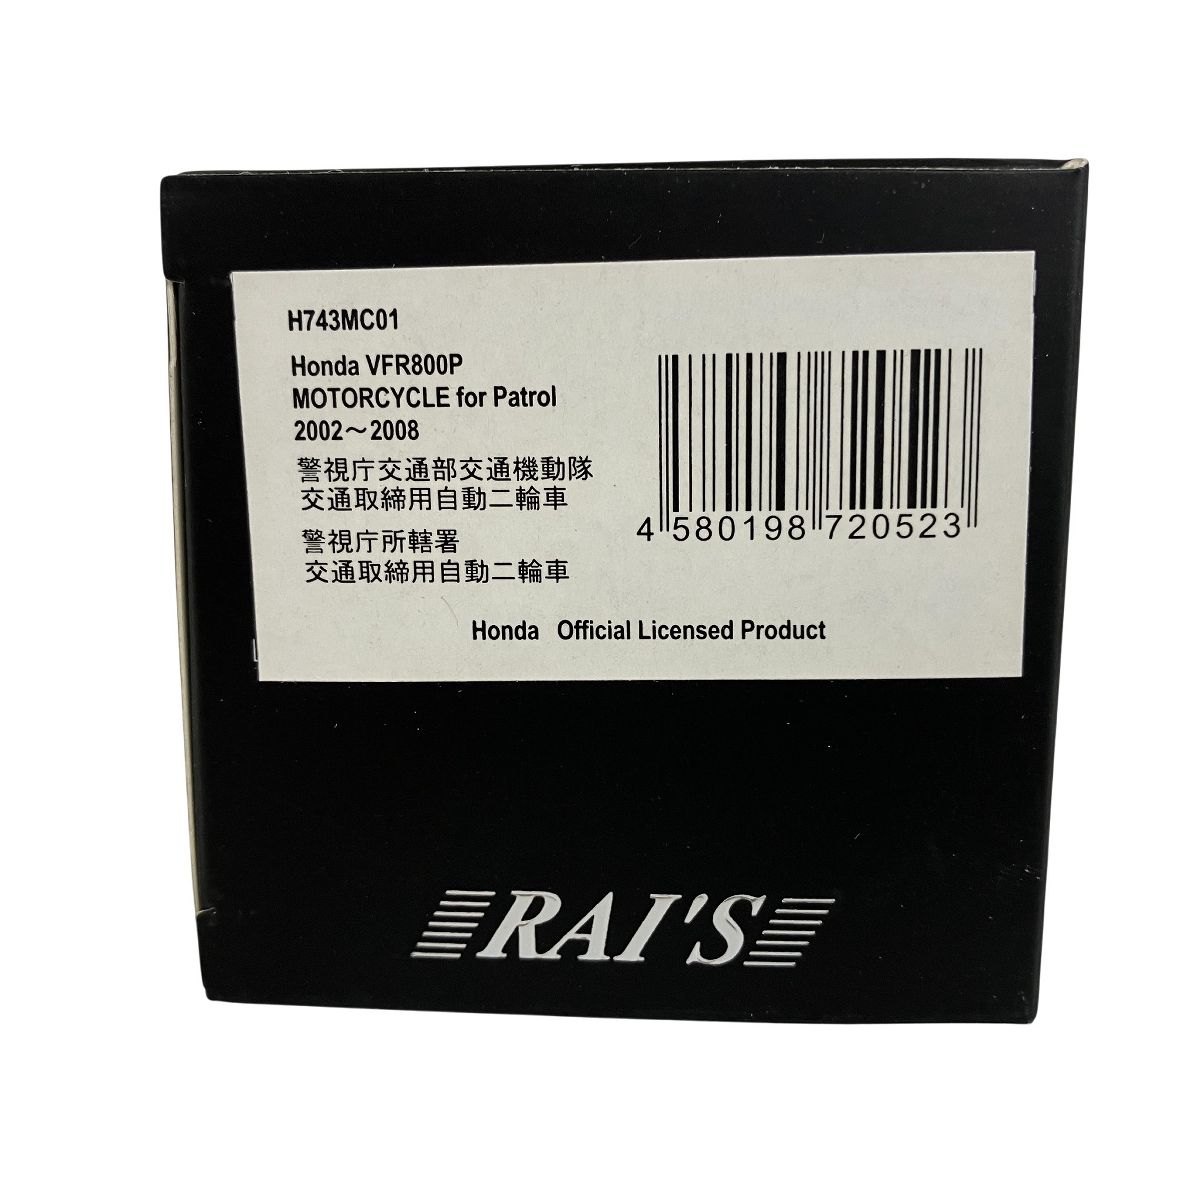 H743MC01
Honda VFR800P
MOTORCYCLE for Patrol
2002～2008
警視庁交通部交通機動隊
交通取締用自動二輪車
警視庁所轄署
交通取締用自動二輪車
4 580198 720523
Honda Official Licensed Product
RAI'S